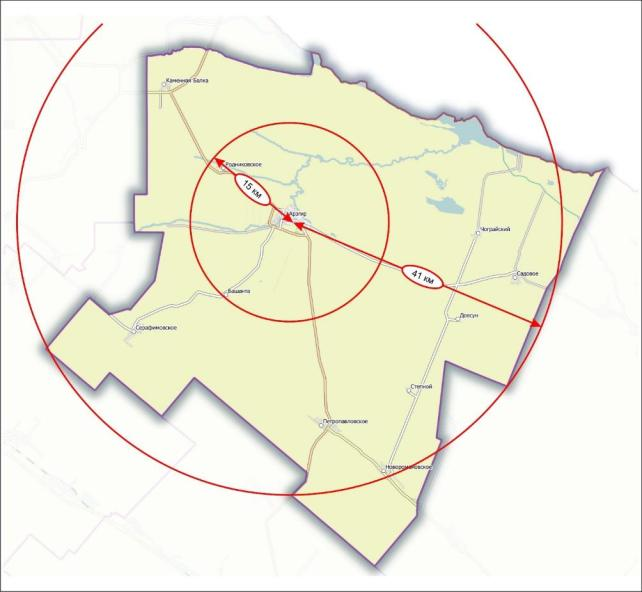 Каменная Балка
Родниковское
15 км
Арзгир
Чограйский
41 км
Садовое
Башанта
Довсун
Серафимовское
Степной
Петропавловское
Новоромановское